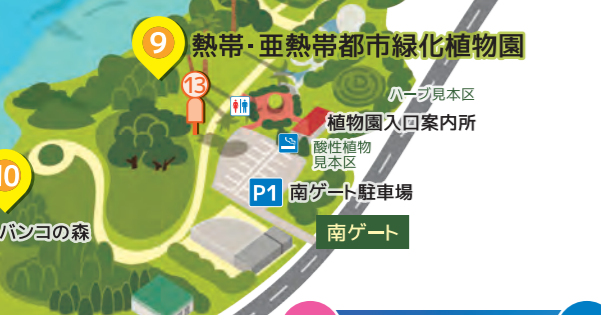 9 熱帯・亜熱帯都市緑化植物園
13
ハーブ見本区
植物園入口案内所
酸性植物
見本区
10
P1 南ゲート駐車場
バンコの森
南ゲート